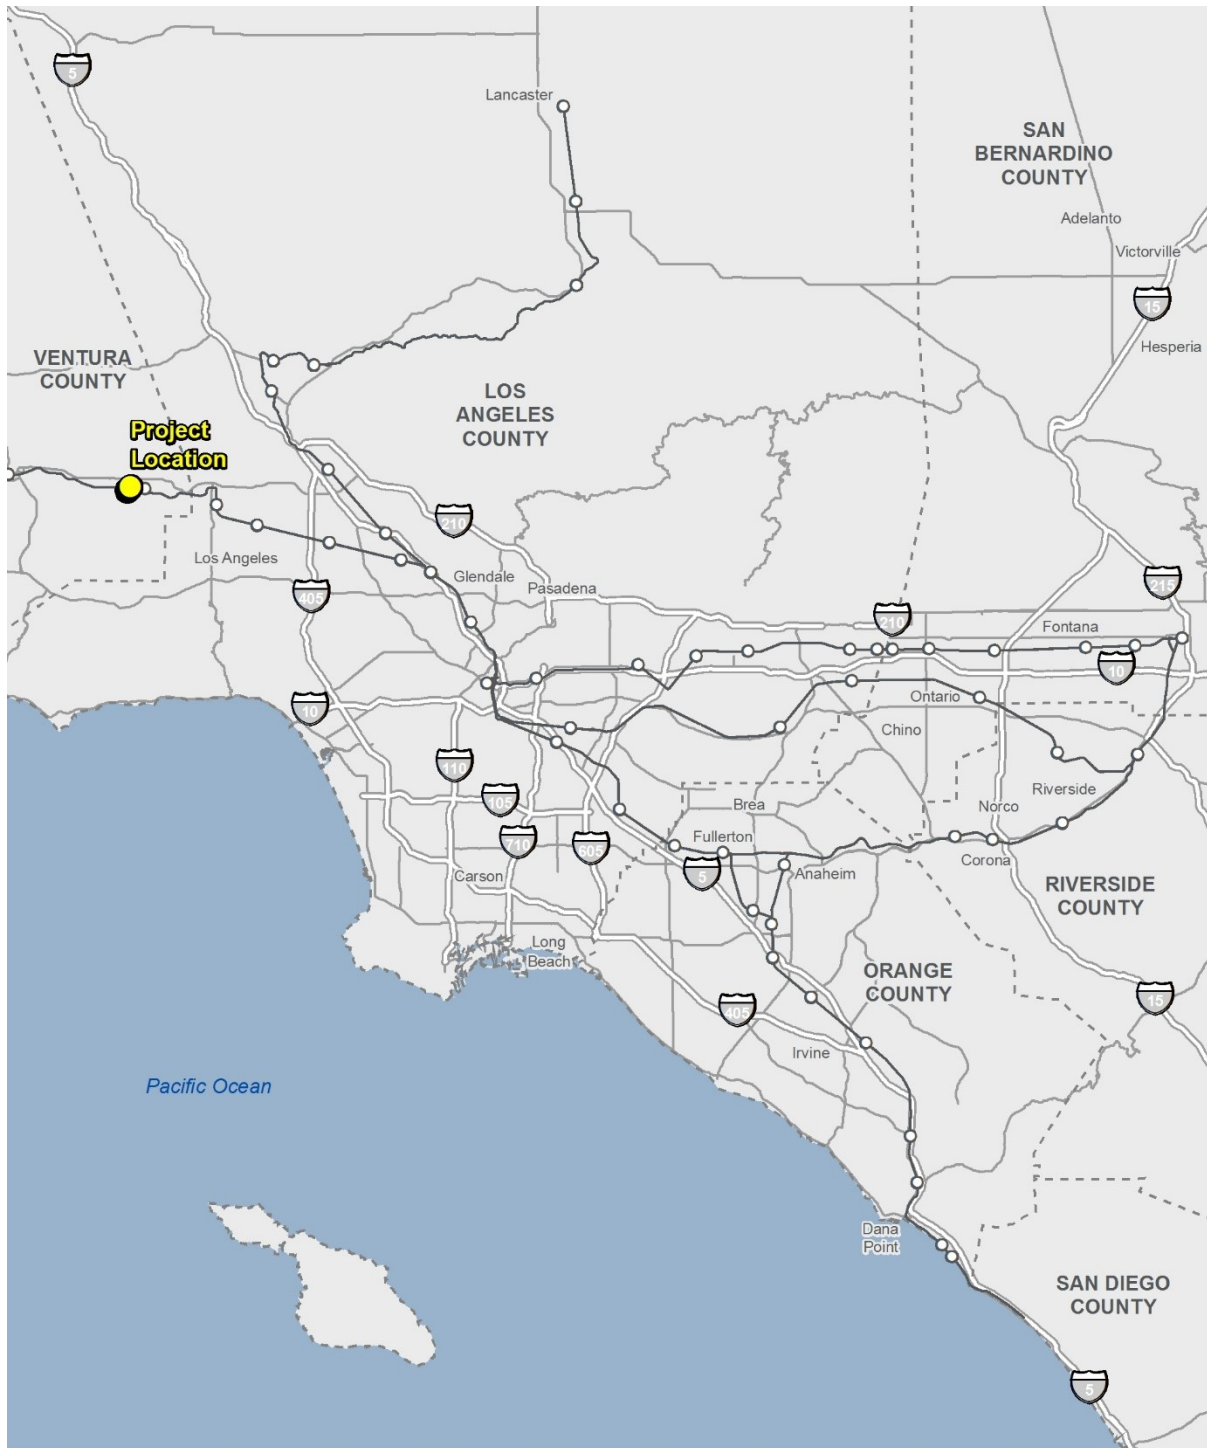 5
Lancaster
SAN
BERNARDINO
COUNTY
Adelanto
Victorville
15
Hesperia
VENTURA
COUNTY
LOS
ANGELES
COUNTY
Project
Location
210
Los Angeles
Glendale
Pasadena
405
215
210
Fontana
10
Ontario
10
Chino
110
105
Brea
Norco
Riverside
710
605
Fullerton
Carson
5
Anaheim
Corona
RIVERSIDE
COUNTY
Long
Beach
ORANGE
COUNTY
15
405
Irvine
Pacific Ocean
Dana
Point
SAN DIEGO
COUNTY
5